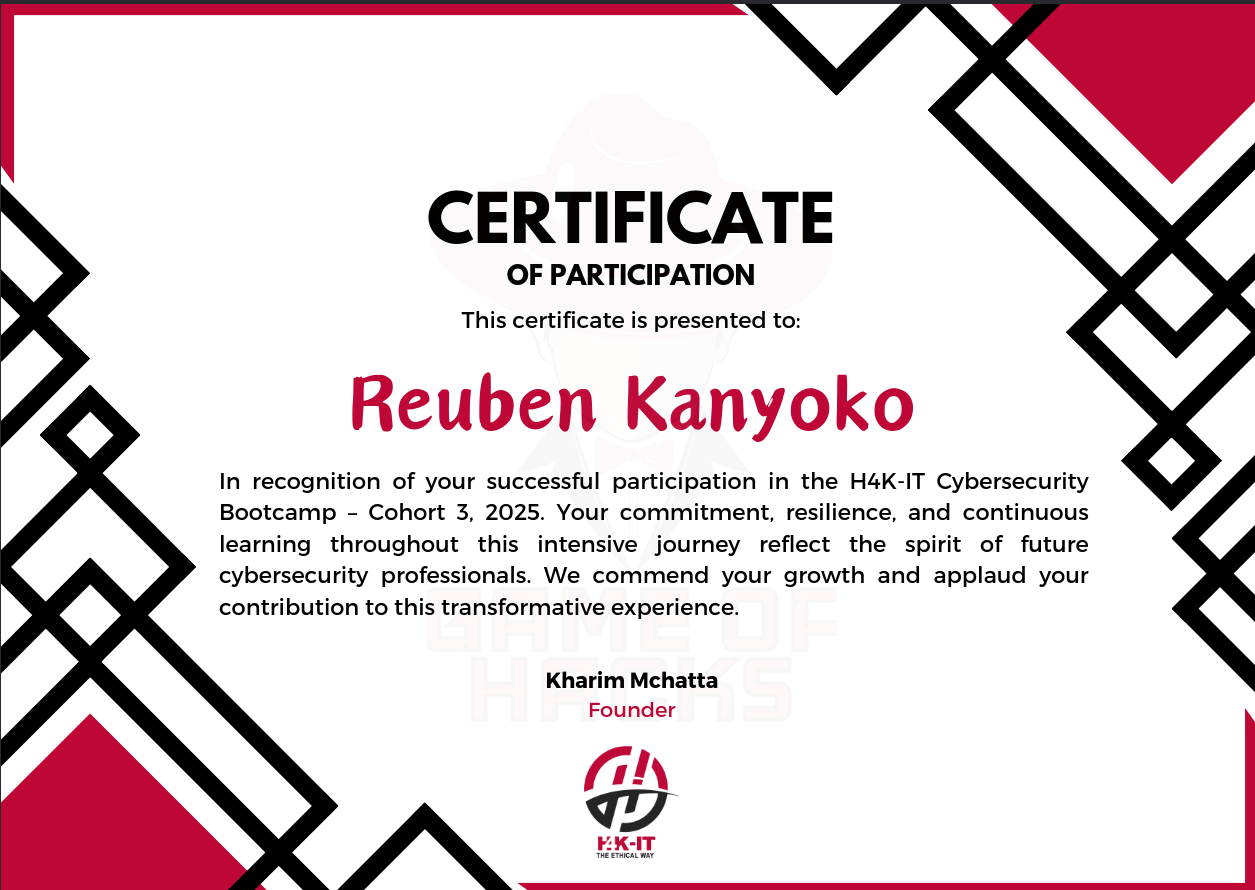 CERTIFICATE
OF PARTICIPATION
This certificate is presented to:
Reuben Kanyoko
In recognition of your successful participation in the H4K-IT Cybersecurity
Bootcamp – Cohort 3, 2025. Your commitment, resilience, and continuous
learning throughout this intensive journey reflect the spirit of future
cybersecurity professionals. We commend your growth and applaud your
contribution to this transformative experience.
GAME OF
HACKS
Kharim Mchatta
Founder
H4K-IT
THE ETHICAL WAY